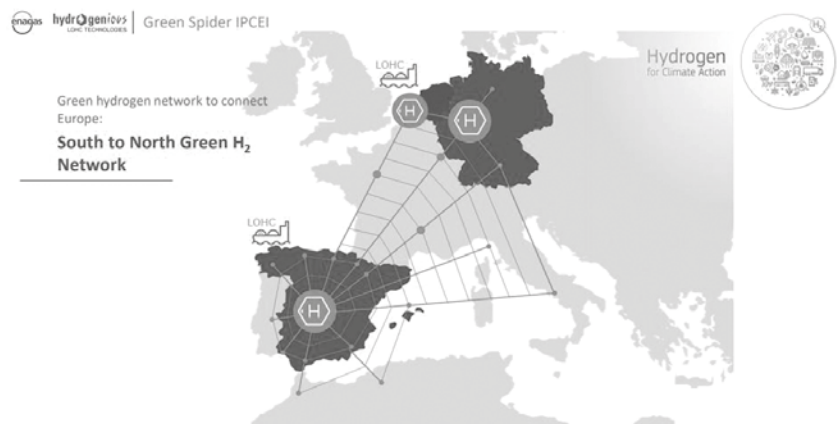 enagas hydrogenious LOHC TECHNOLOGIES Green Spider IPCEI
Green hydrogen network to connect
Europe:
South to North Green H₂
Network
LOHC
H
H
Hydrogen
for Climate Action
H₂
LOHC
H